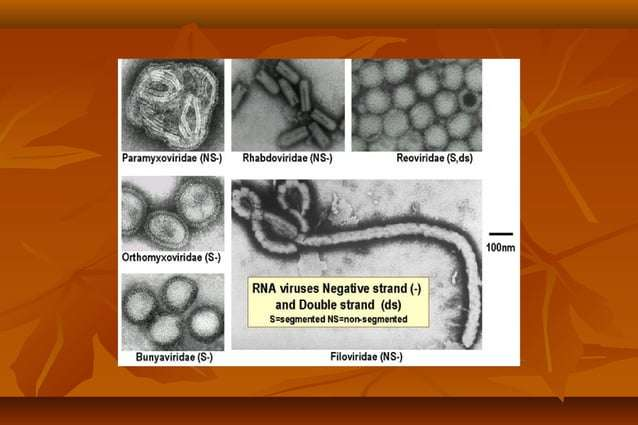 Paramyxoviridae (NS-)
Rhabdoviridae (NS-)
Reoviridae (S,ds)
Orthomyxoviridae (S-)
100nm
RNA viruses Negative strand (-)
and Double strand (ds)
S=segmented NS=non-segmented
Bunyaviridae (S-)
Filoviridae (NS-)